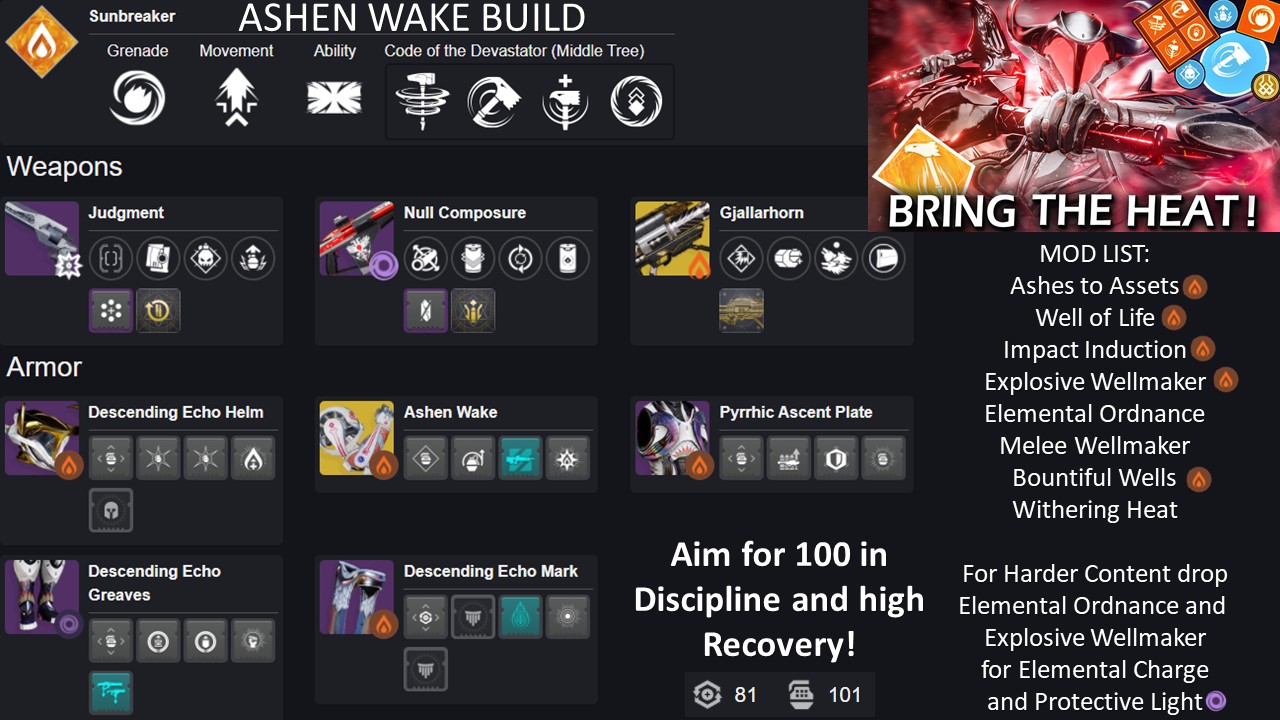 Sunbreaker
ASHEN WAKE BUILD
Grenade
Movement
Ability
Code of the Devastator (Middle Tree)
BRING THE HEAT!
Weapons
Judgment
Null Composure
Gjallarhorn
Armor
Descending Echo Helm
Ashen Wake
Pyrrhic Ascent Plate
Descending Echo
Greaves
Descending Echo Mark
Aim for 100 in
Discipline and high
Recovery!
81
101
MOD LIST:
Ashes to Assets
Well of Life
Impact Induction
Explosive Wellmaker
Elemental Ordnance
Melee Wellmaker
Bountiful Wells
Withering Heat
For Harder Content drop
Elemental Ordnance and
Explosive Wellmaker
for Elemental Charge
and Protective Light